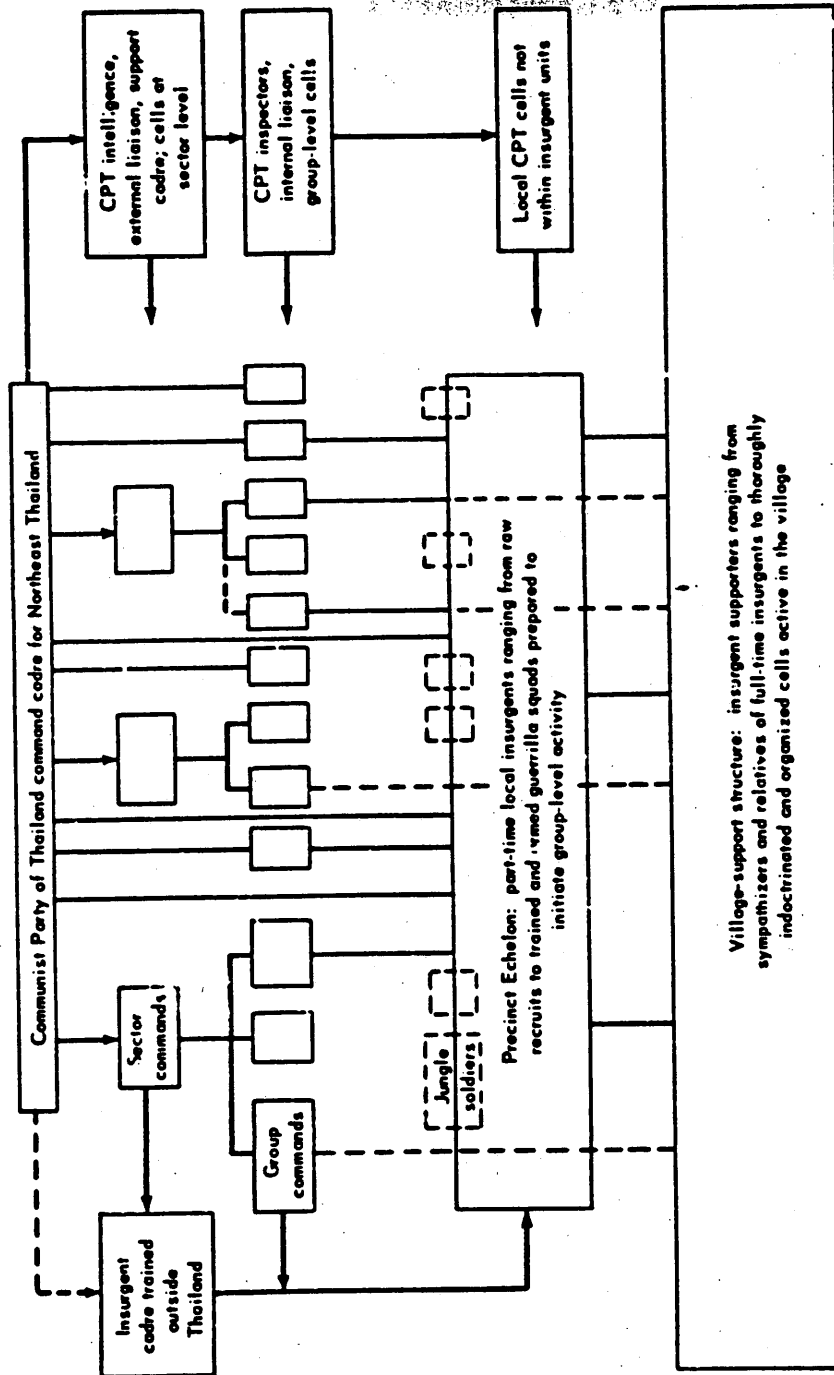 Communist Party of Thailand command cadre for Northeast Thailand
Insurgent
cadre trained
outside
Thailand
Sector
commands
Group
commands
Jungle
soldiers
CPT intelligence,
external liaison, support
cadre; cells at
sector level
CPT inspectors,
internal liaison,
group-level cells
Local CPT cells not
within insurgent units
Precinct Echelon: part-time local insurgents ranging from raw
recruits to trained and armed guerrilla squads prepared to
initiate group-level activity
Village-support structure: insurgent supporters ranging from
sympathizers and relatives of full-time insurgents to thoroughly
indoctrinated and organized cells active in the village